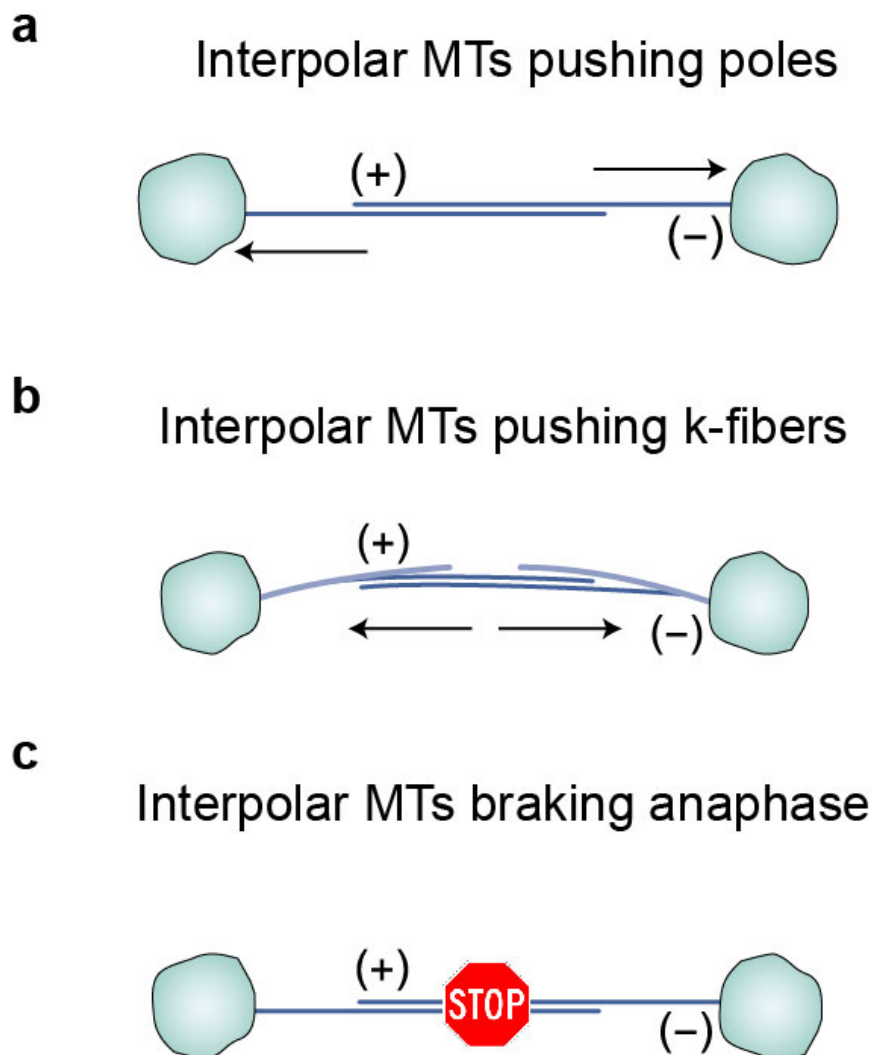 a
Interpolar MTs pushing poles
(+)
(−)
b
Interpolar MTs pushing k-fibers
(+)
(−)
c
Interpolar MTs braking anaphase
(+)
STOP
(−)